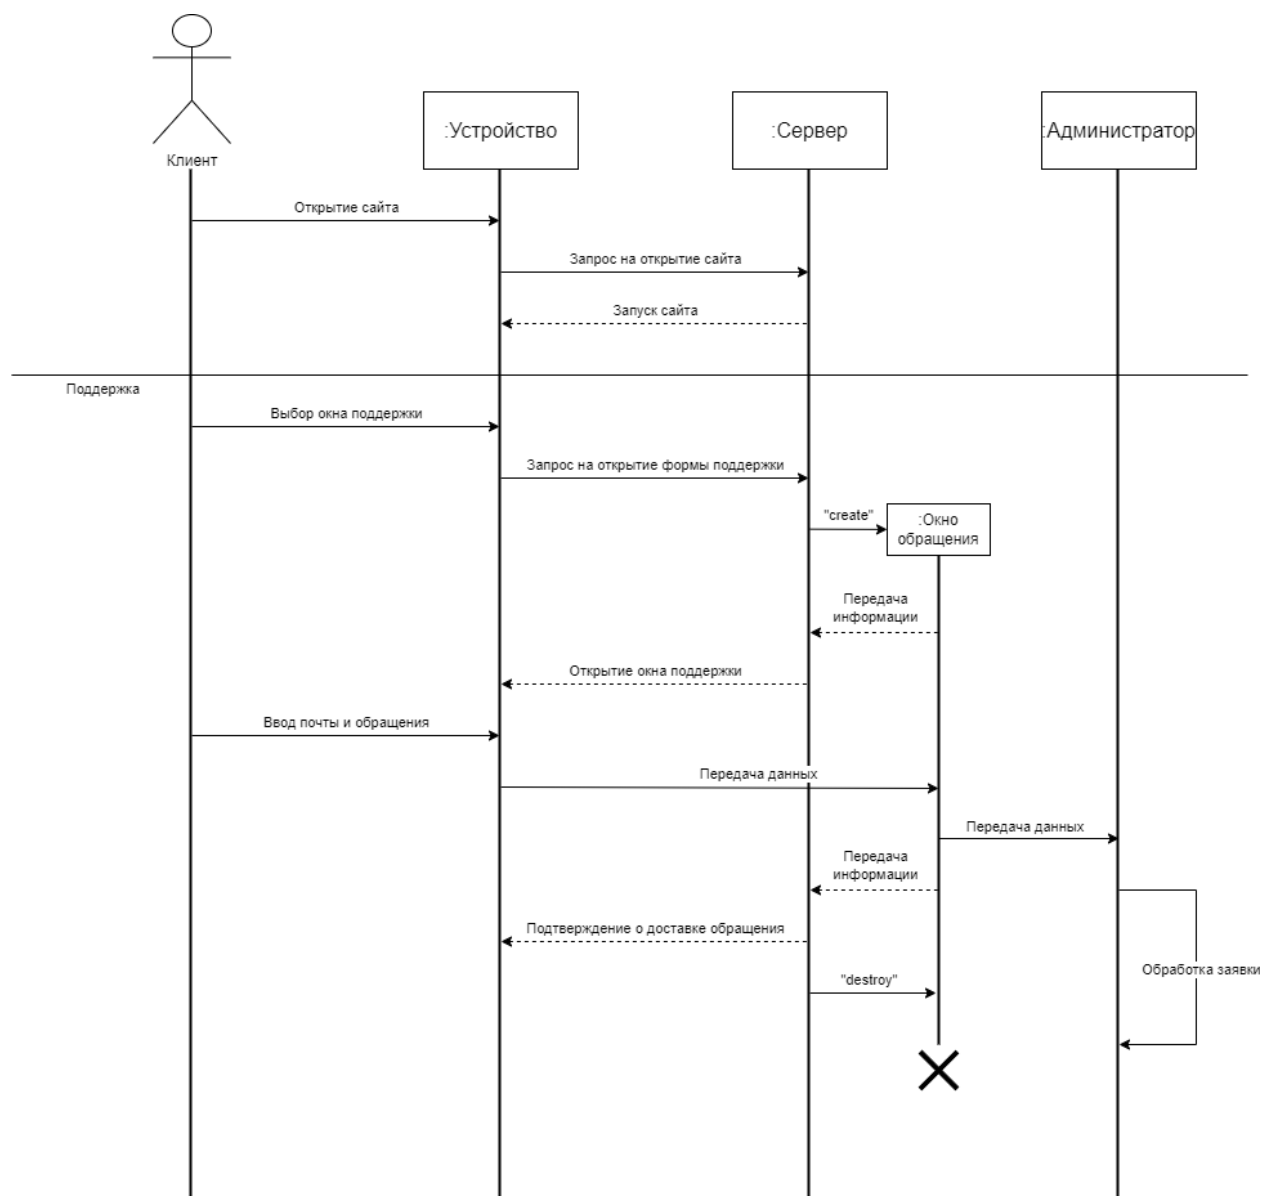 Клиент
:Устройство
:Сервер
:Администратор
Открытие сайта
Запрос на открытие сайта
Запуск сайта
Поддержка
Выбор окна поддержки
Запрос на открытие формы поддержки
"create"
:Окно
обращения
Передача
информации
Открытие окна поддержки
Ввод почты и обращения
Передача данных
Передача данных
Передача
информации
Подтверждение о доставке обращения
Обработка заявки
"destroy"